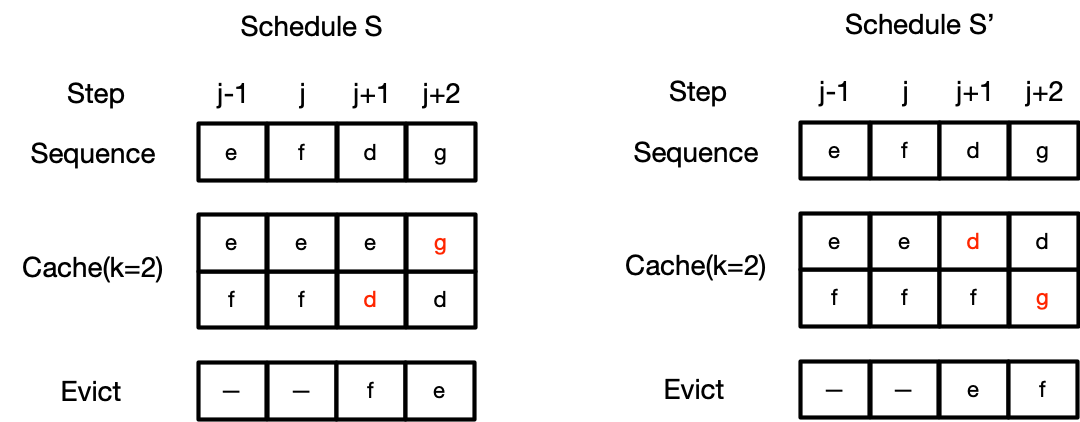 Schedule S
Step j-1 j j+1 j+2
Sequence e f d g
Cache(k=2)
e e e g
f f d d
Evict — — f e
Schedule S’
Step j-1 j j+1 j+2
Sequence e f d g
Cache(k=2)
e e d d
f f f g
Evict — — e f